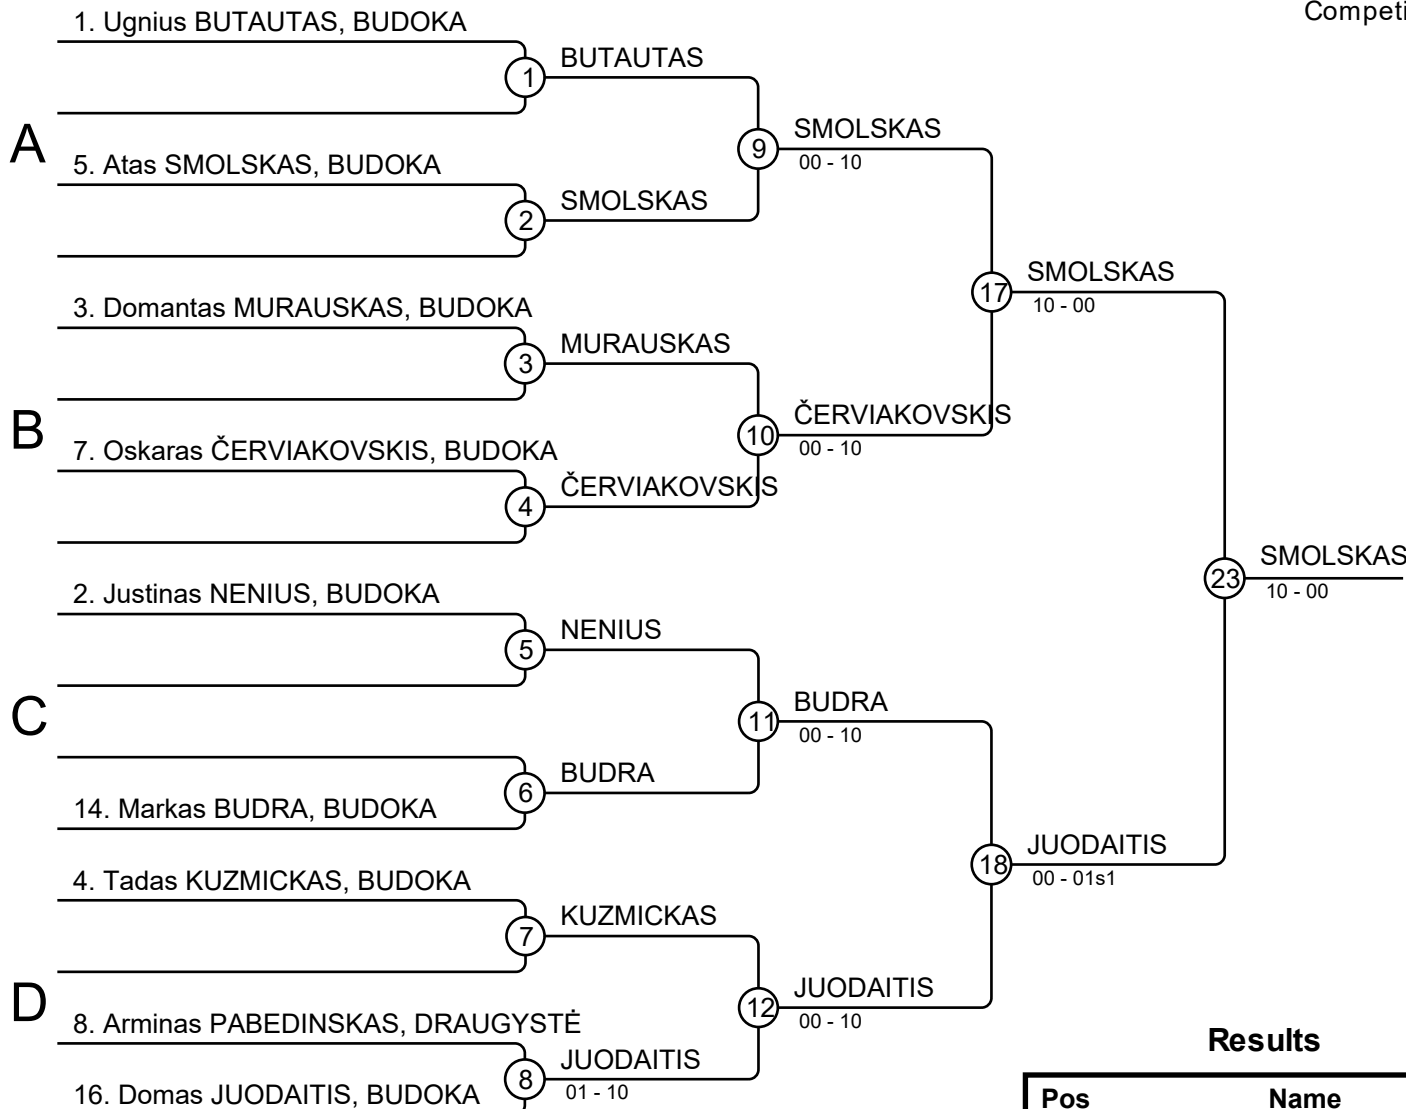 Competi
1. Ugnius BUTAUTAS, BUDOKA
1
BUTAUTAS
A
9
SMOLSKAS
00 - 10
5. Atas SMOLSKAS, BUDOKA
2
SMOLSKAS
17
SMOLSKAS
10 - 00
3. Domantas MURAUSKAS, BUDOKA
3
MURAUSKAS
B
10
ČERVIAKOVSKIS
00 - 10
7. Oskaras ČERVIAKOVSKIS, BUDOKA
4
ČERVIAKOVSKIS
23
SMOLSKAS
10 - 00
2. Justinas NENIUS, BUDOKA
5
NENIUS
C
11
BUDRA
00 - 10
6
BUDRA
14. Markas BUDRA, BUDOKA
18
JUODAITIS
00 - 01s1
4. Tadas KUZMICKAS, BUDOKA
7
KUZMICKAS
D
12
JUODAITIS
00 - 10
8. Arminas PABEDINSKAS, DRAUGYSTĖ
8
JUODAITIS
01 - 10
16. Domas JUODAITIS, BUDOKA
Results
Pos Name